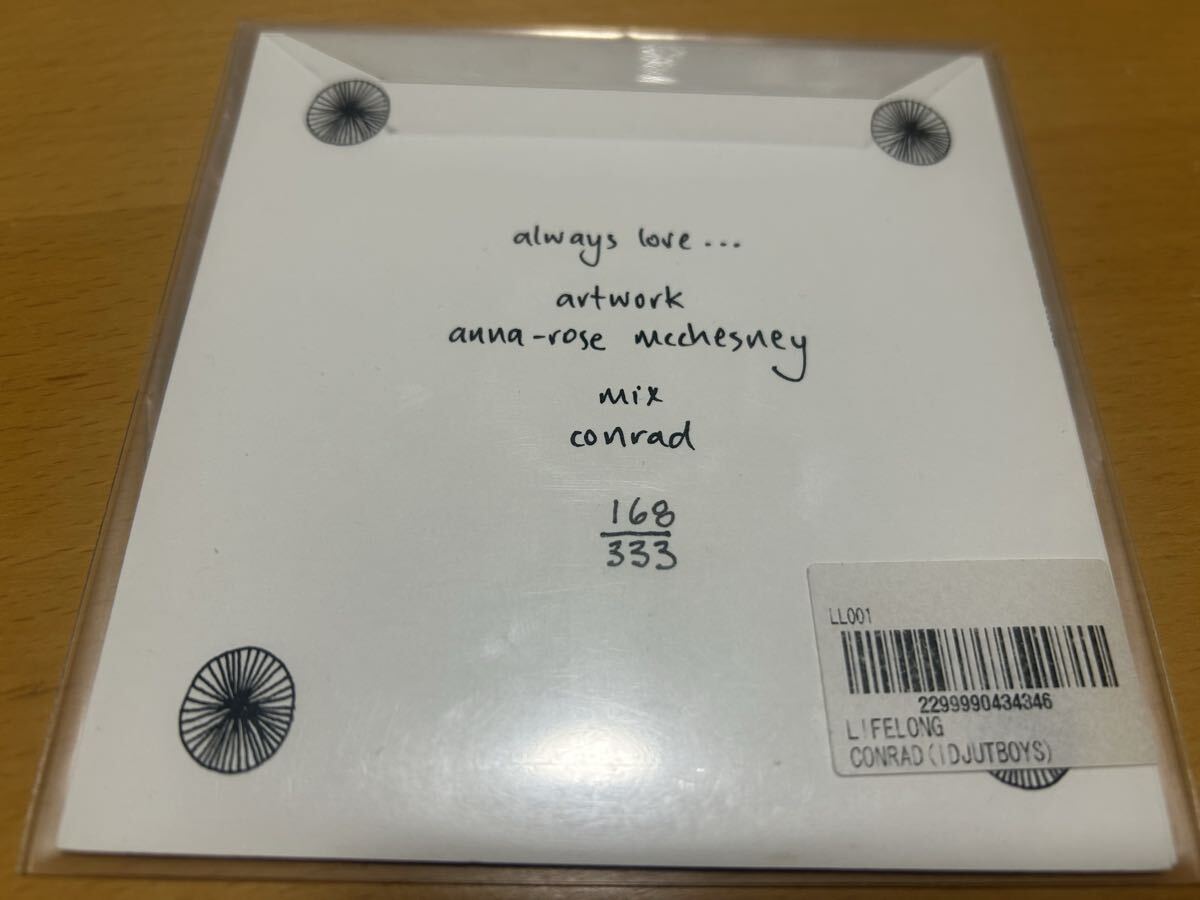 always love...
artwork
anna-rose mcchesney
mix
conrad
168
333
LL001
2299990434346
LIFELONG
CONRAD(IDJUTBOYS)